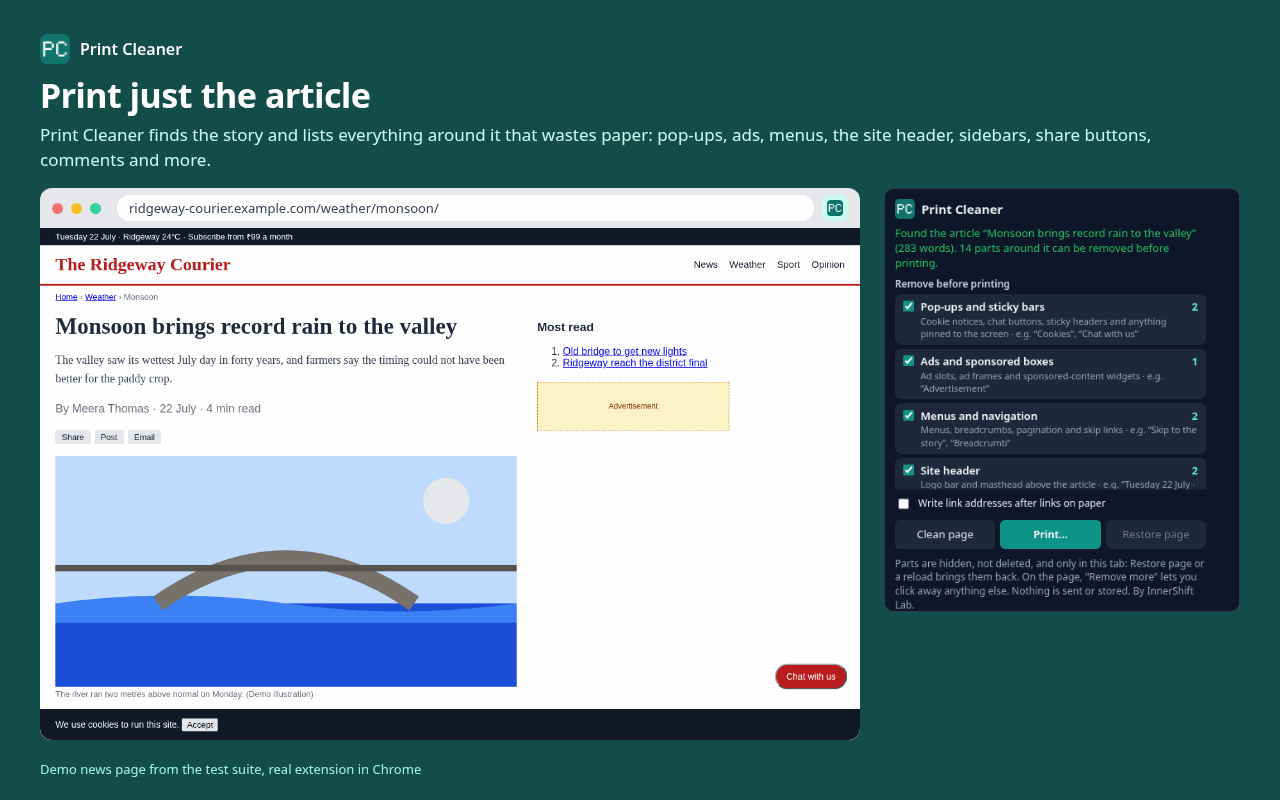 PC Print Cleaner
Print just the article
Print Cleaner finds the story and lists everything around it that wastes paper: pop-ups, ads, menus, the site header, sidebars, share buttons,
comments and more.
ridgeway-courier.example.com/weather/monsoon/
PC
Tuesday 22 July · Ridgeway 24°C · Subscribe from ₹99 a month
The Ridgeway Courier
News Weather Sport Opinion
Home › Weather › Monsoon
Monsoon brings record rain to the valley
The valley saw its wettest July day in forty years, and farmers say the timing could not have been
better for the paddy crop.
By Meera Thomas · 22 July · 4 min read
Share Post Email
The river ran two metres above normal on Monday. (Demo illustration)
Most read
1. Old bridge to get new lights
2. Ridgeway reach the district final
Advertisement
Chat with us
We use cookies to run this site. Accept
PC Print Cleaner
Found the article “Monsoon brings record rain to the valley”
(283 words). 14 parts around it can be removed before
printing.
Remove before printing
Pop-ups and sticky bars 2
Cookie notices, chat buttons, sticky headers and anything
pinned to the screen · e.g. “Cookies”, “Chat with us”
Ads and sponsored boxes 1
Ad slots, ad frames and sponsored-content widgets · e.g.
“Advertisement”
Menus and navigation 2
Menus, breadcrumbs, pagination and skip links · e.g. “Skip to the
story”, “Breadcrumb”
Site header 2
Logo bar and masthead above the article · e.g. “Tuesday 22 July ·
Write link addresses after links on paper
Clean page Print... Restore page
Parts are hidden, not deleted, and only in this tab: Restore page or
a reload brings them back. On the page, "Remove more" lets you
click away anything else. Nothing is sent or stored. By InnerShift
Lab.
Demo news page from the test suite, real extension in Chrome